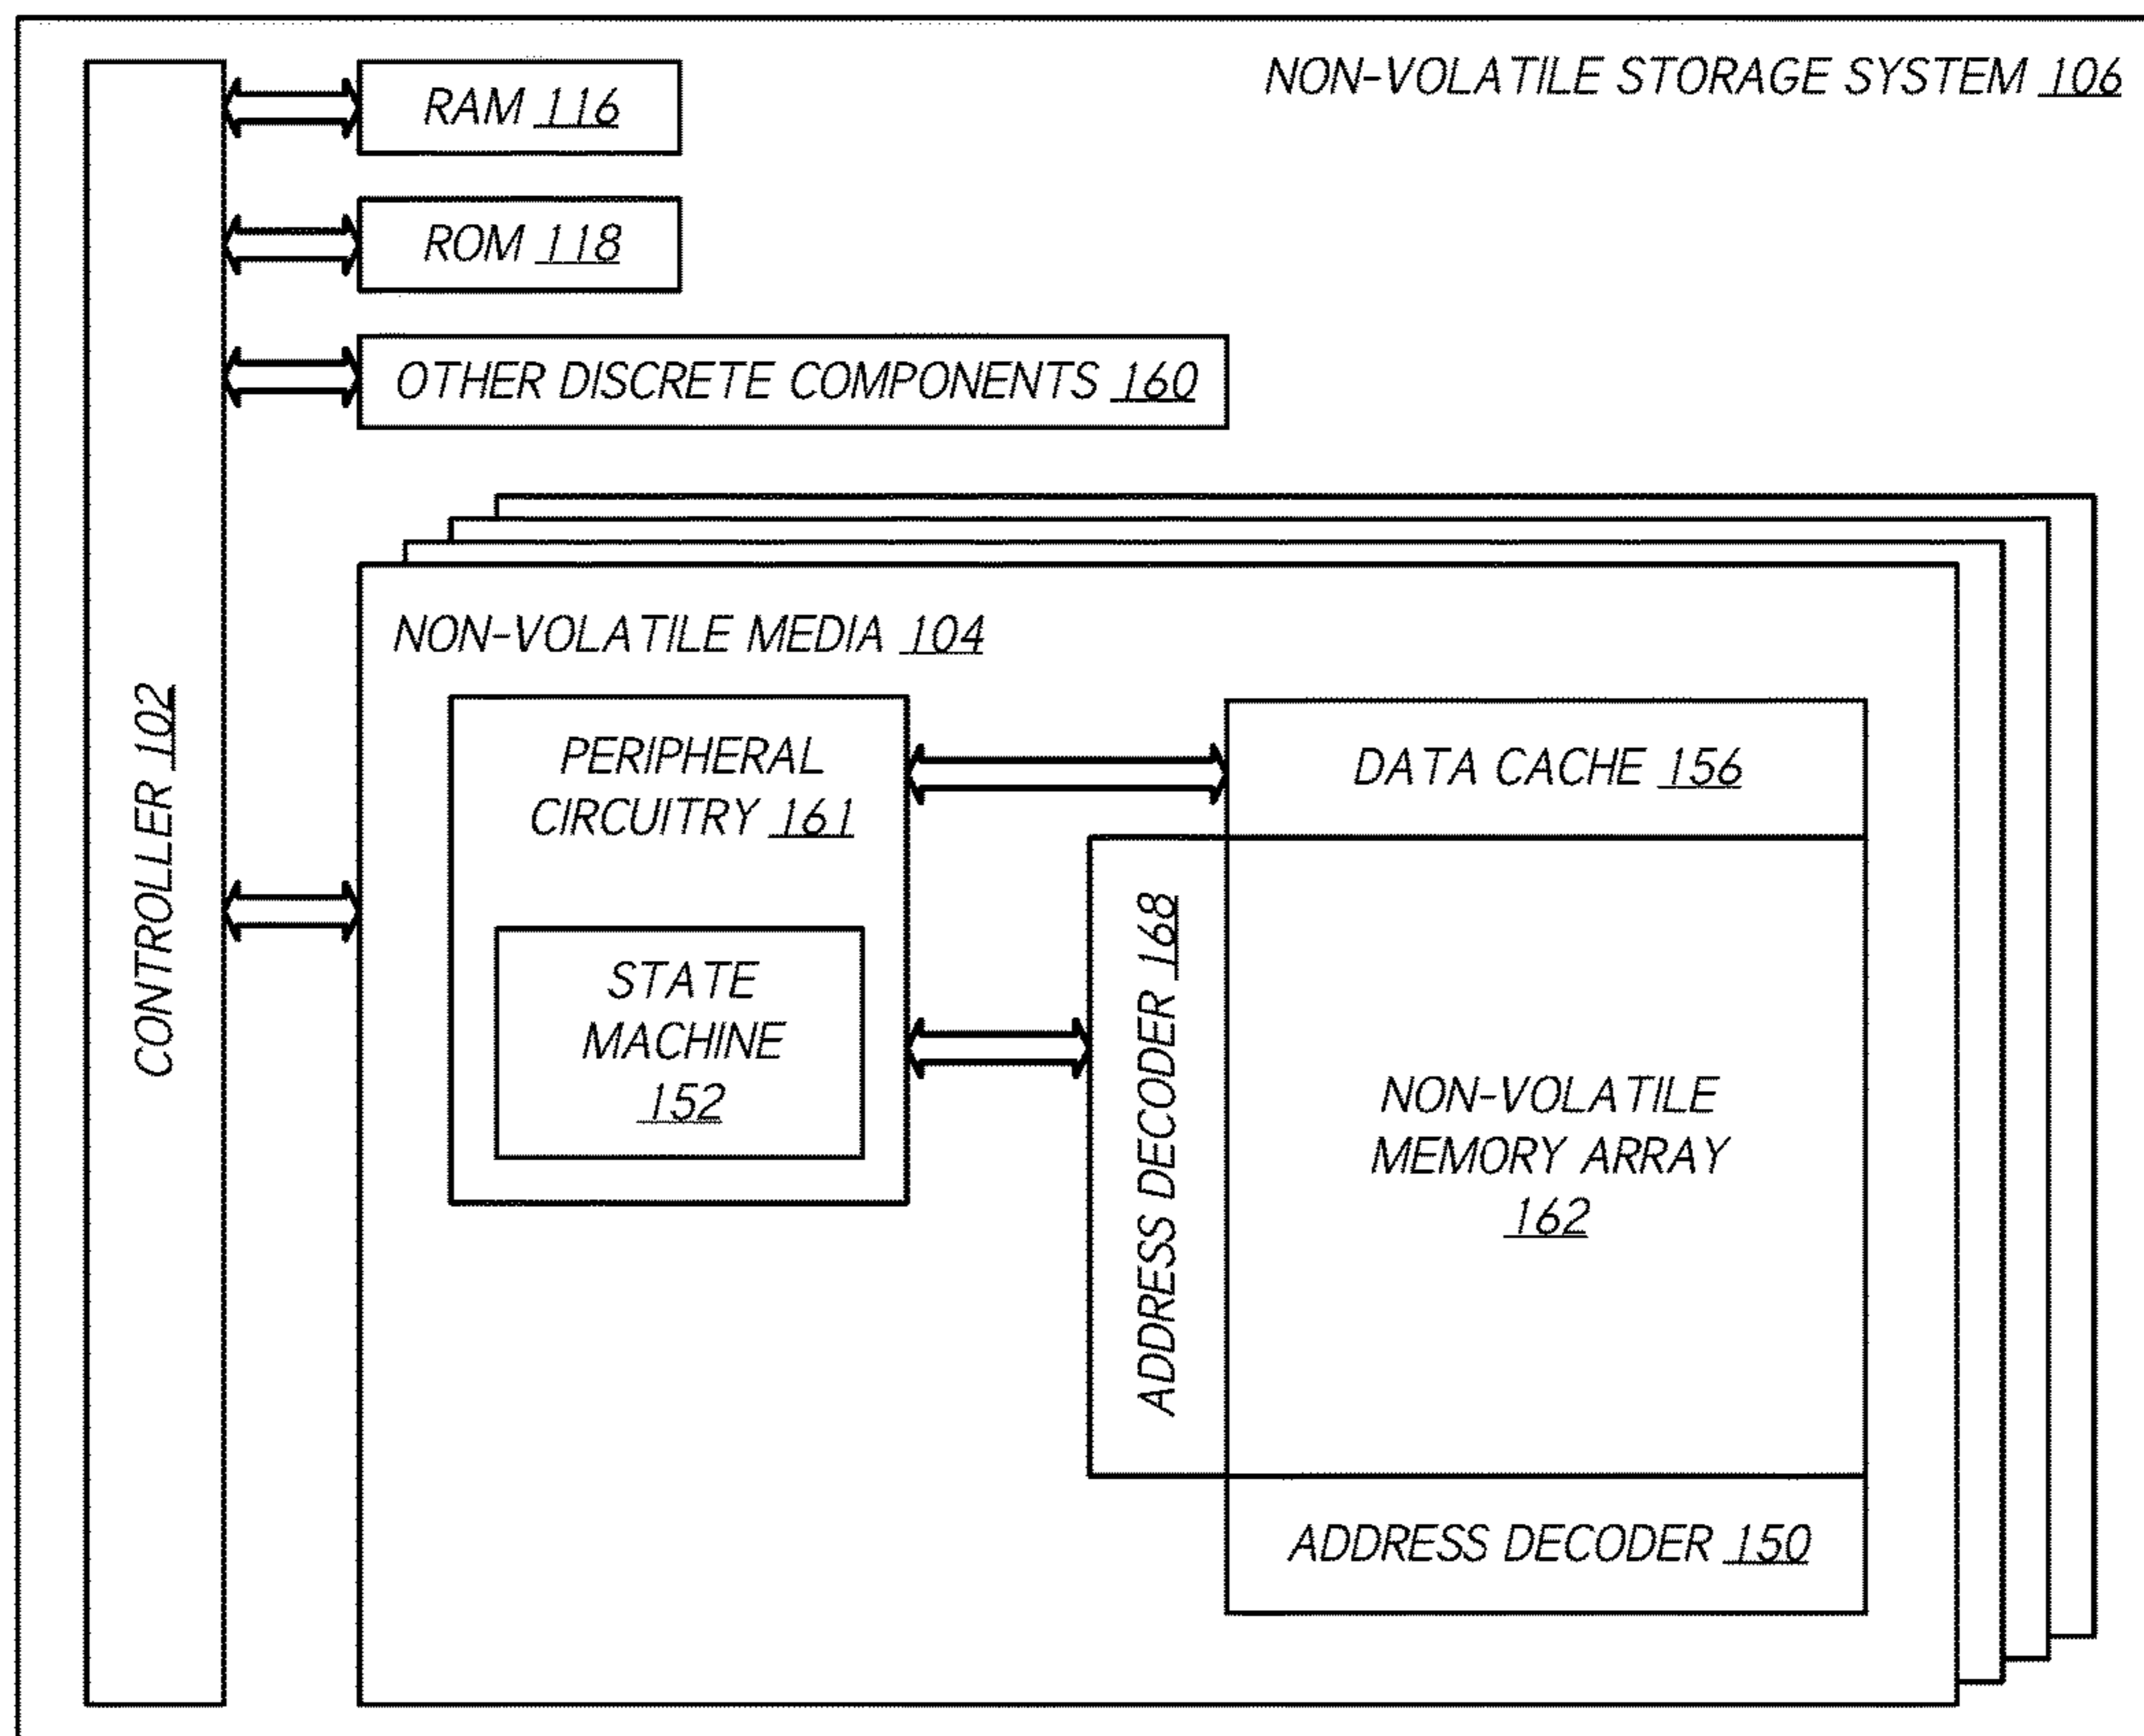 NON-VOLATILE STORAGE SYSTEM 106
RAM 116
ROM 118
OTHER DISCRETE COMPONENTS 160
CONTROLLER 102
NON-VOLATILE MEDIA 104
PERIPHERAL
CIRCUITRY 161
STATE
MACHINE
152
DATA CACHE 156
ADDRESS DECODER 168
NON-VOLATILE
MEMORY ARRAY
162
ADDRESS DECODER 150